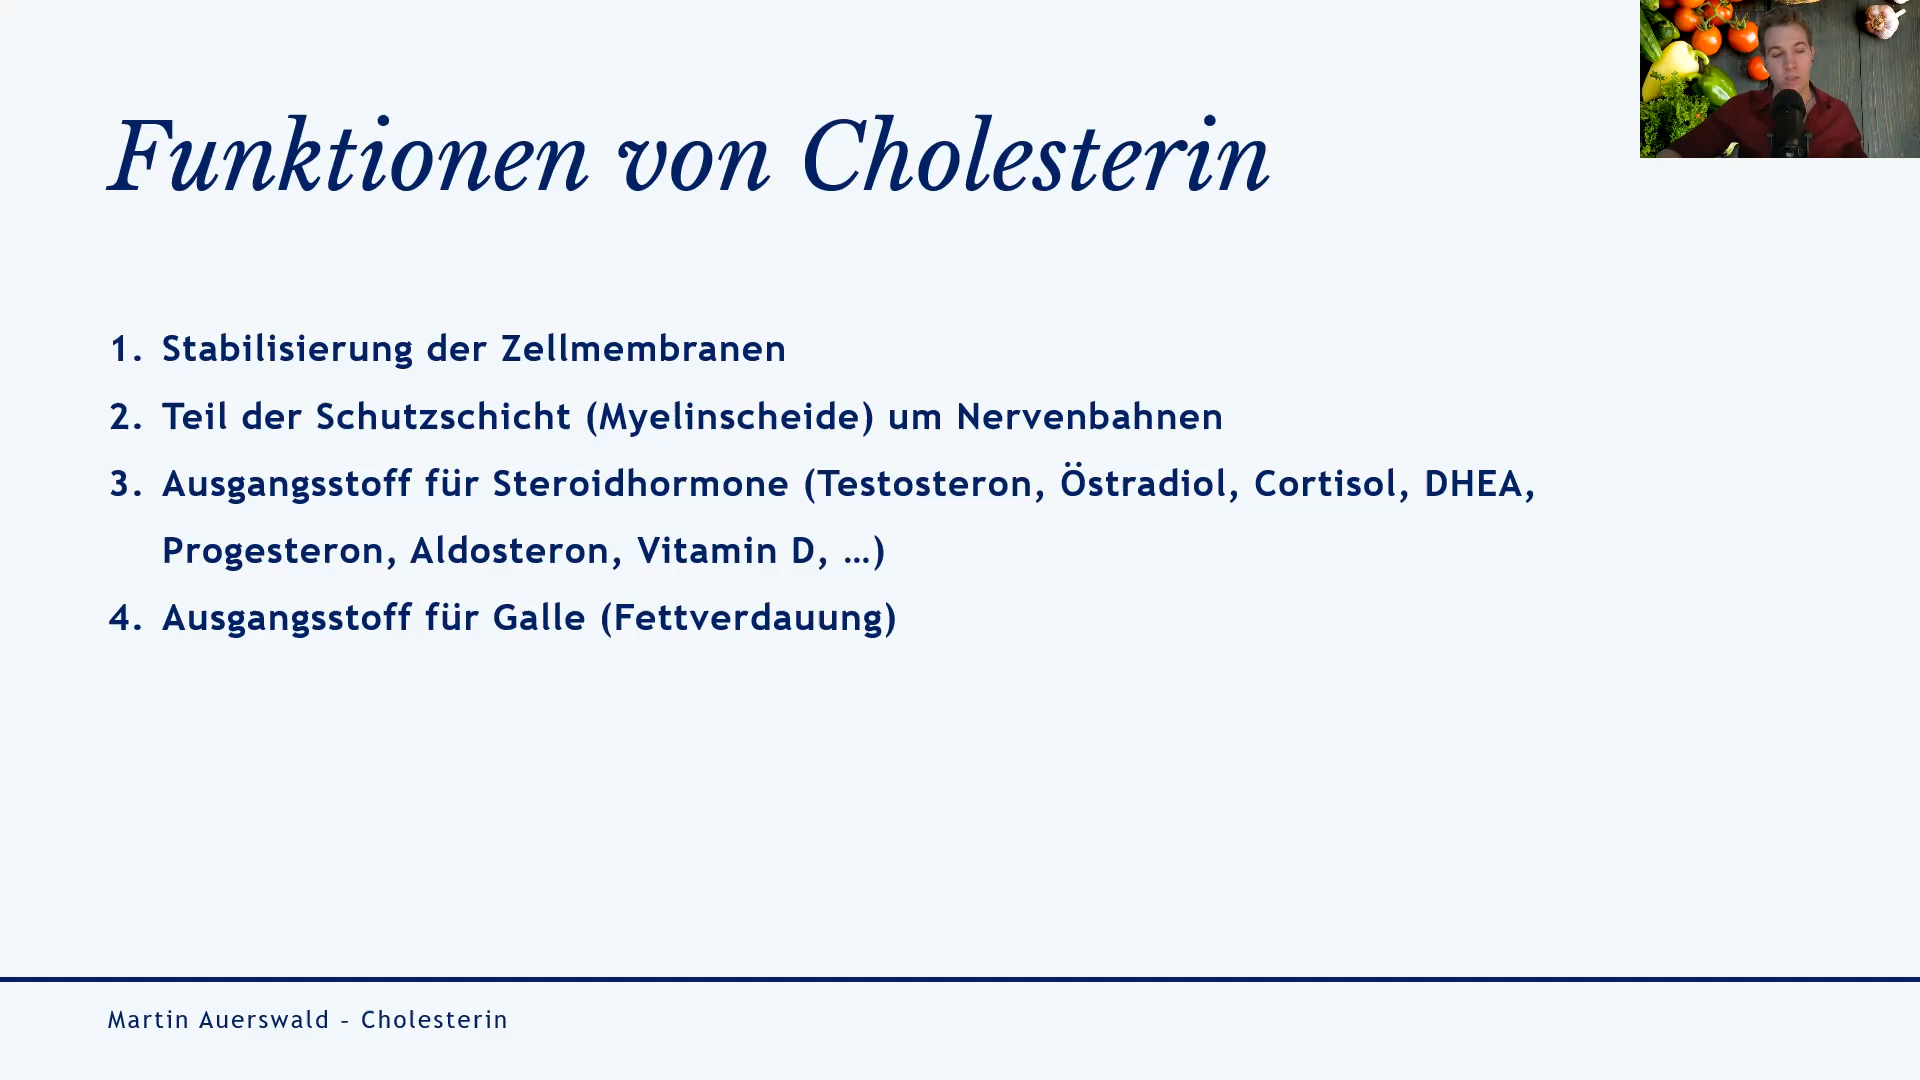 Funktionen von Cholesterin
1. Stabilisierung der Zellmembranen
2. Teil der Schutzschicht (Myelinscheide) um Nervenbahnen
3. Ausgangsstoff für Steroidhormone (Testosteron, Östradiol, Cortisol, DHEA,
Progesteron, Aldosteron, Vitamin D, …)
4. Ausgangsstoff für Galle (Fettverdauung)
Martin Auerswald – Cholesterin